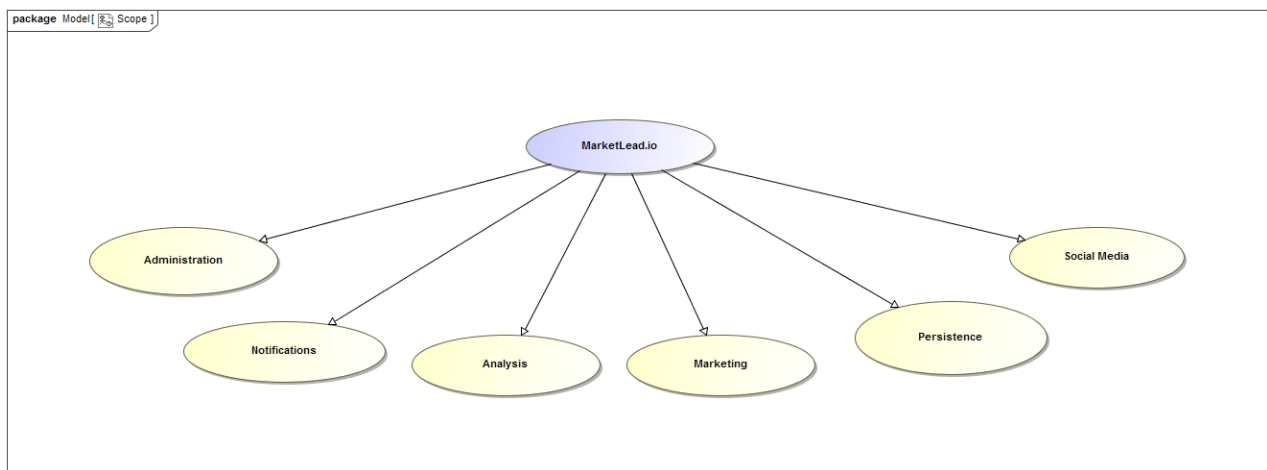 package Model[ Scope ]
MarketLead.io
Administration
Social Media
Notifications
Analysis
Marketing
Persistence